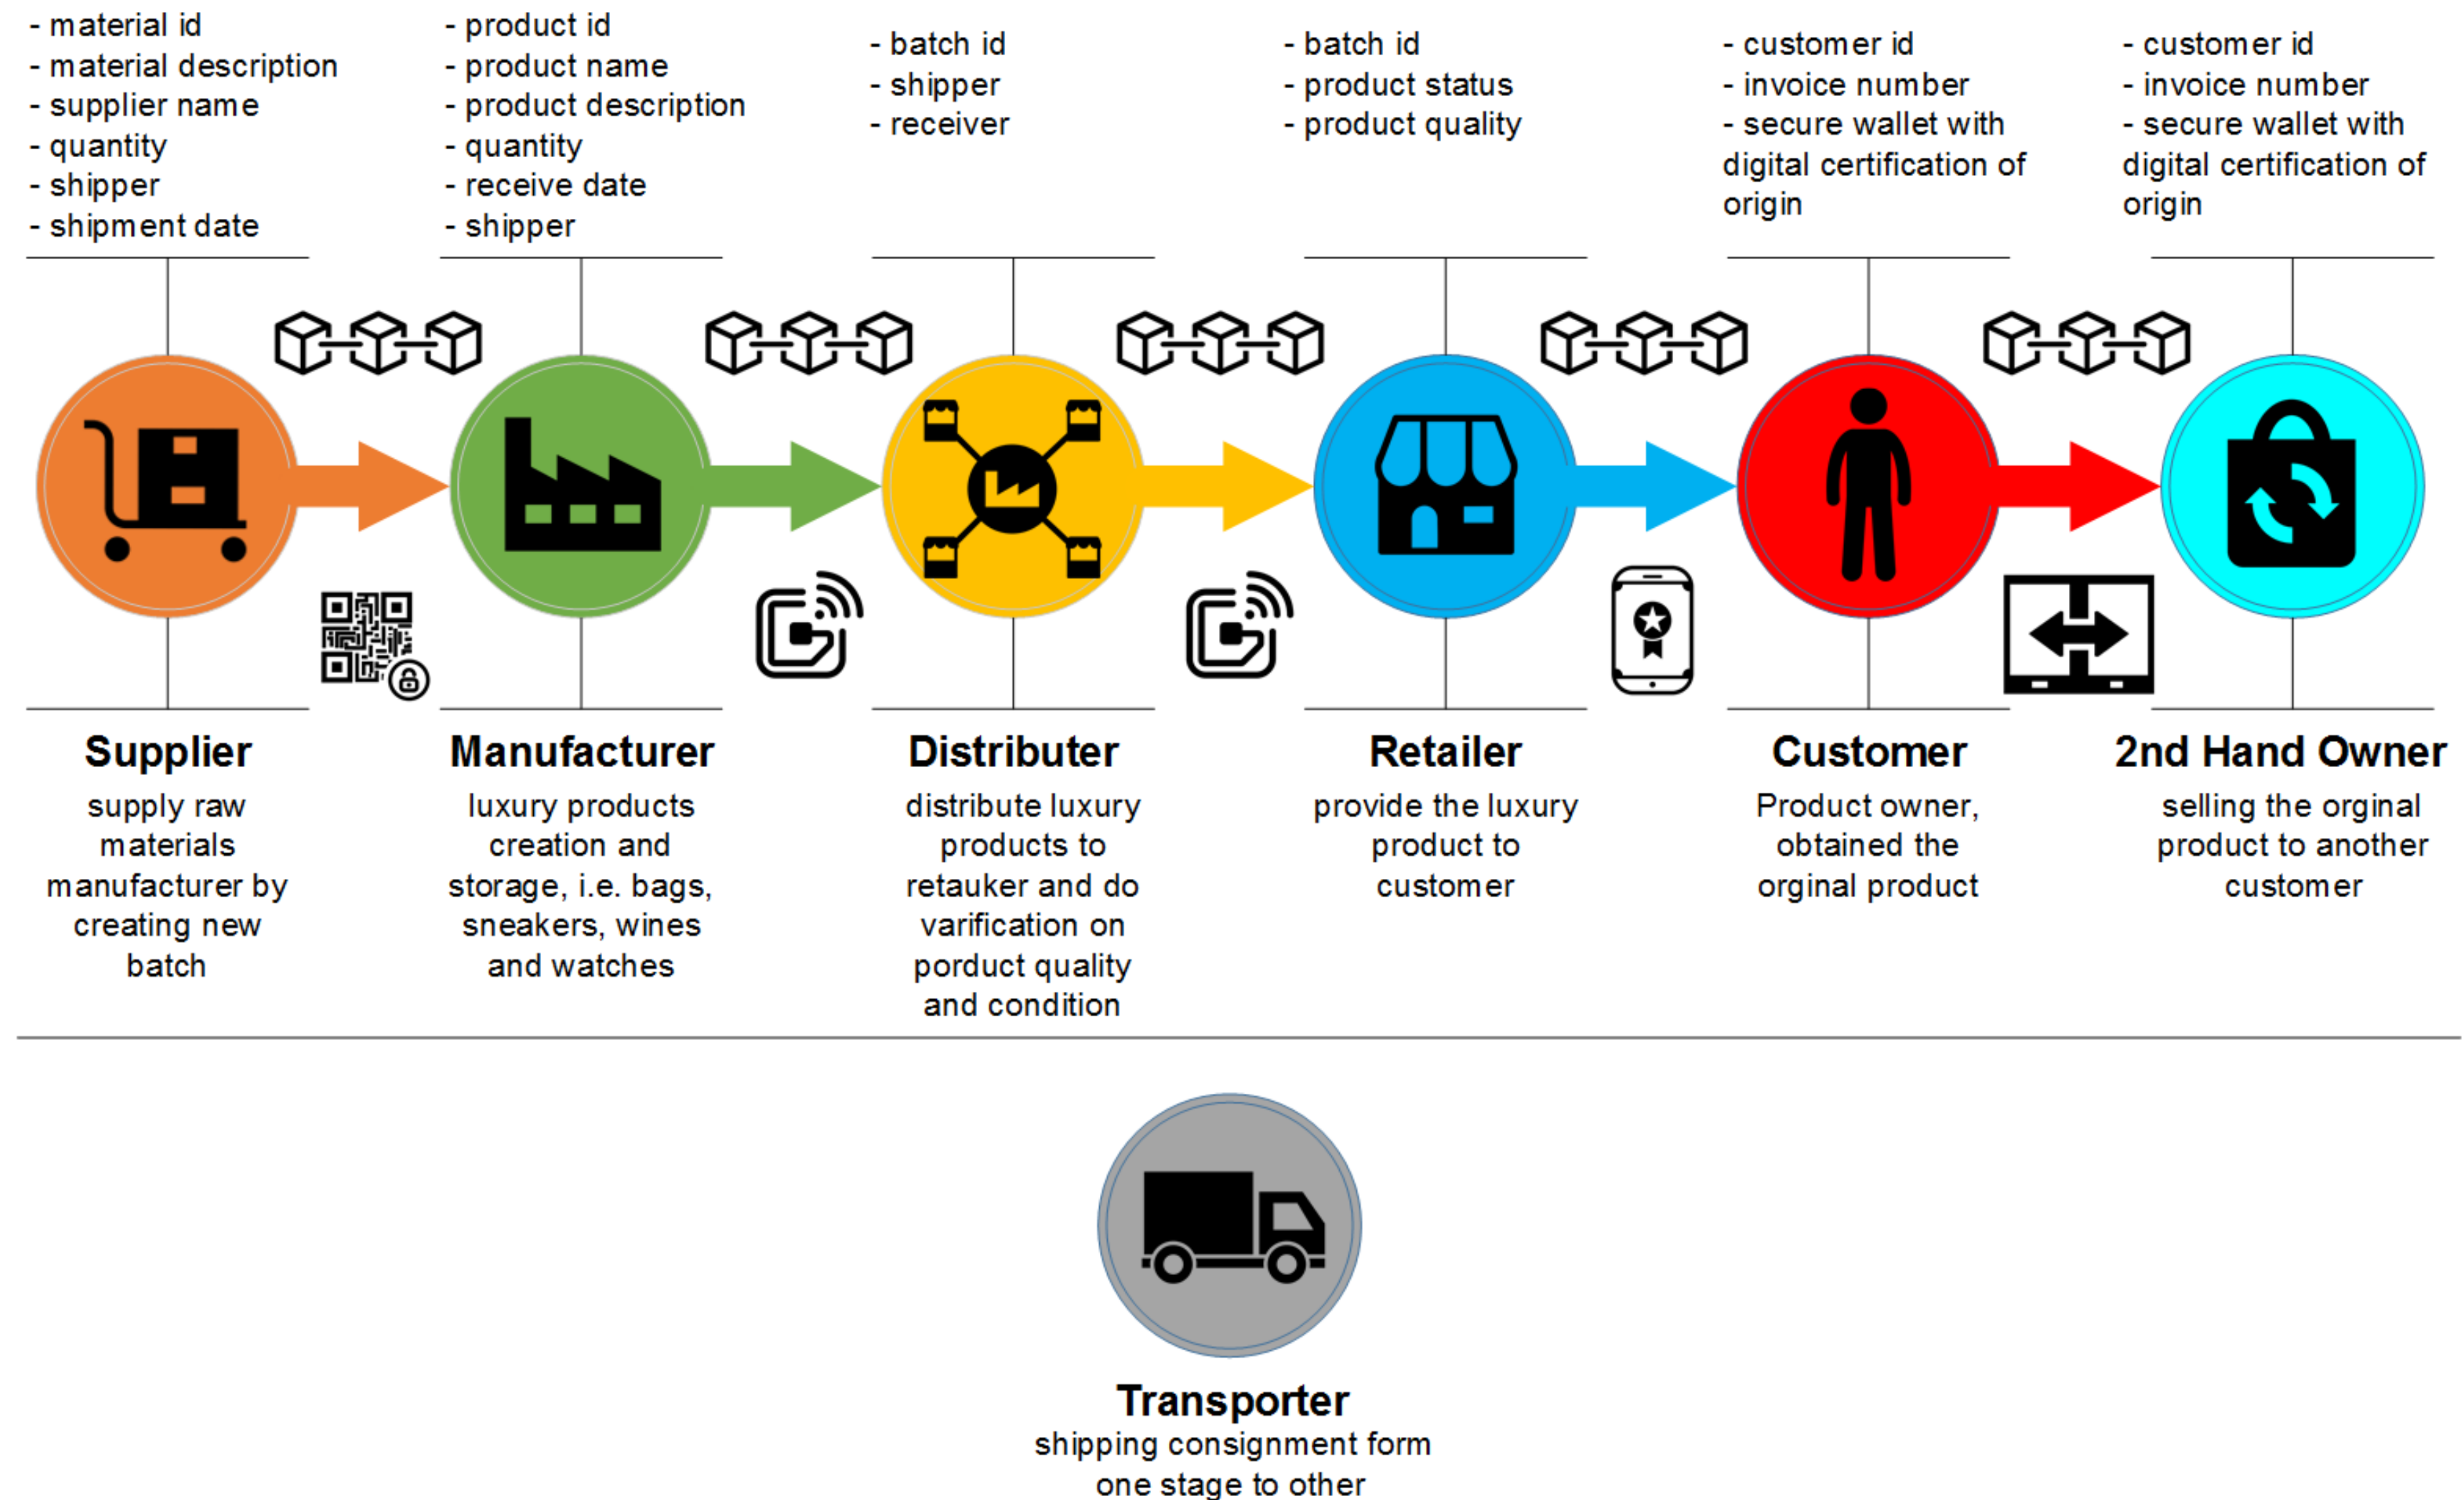 - material id
- material description
- supplier name
- quantity
- shipper
- shipment date
- product id
- product name
- product description
- quantity
- receive date
- shipper
- batch id
- shipper
- receiver
- batch id
- product status
- product quality
- customer id
- invoice number
- secure wallet with
digital certification of
origin
- customer id
- invoice number
- secure wallet with
digital certification of
origin
Supplier
supply raw
materials
manufacturer by
creating new
batch
Manufacturer
luxury products
creation and
storage, i.e. bags,
sneakers, wines
and watches
Distributer
distribute luxury
products to
retauker and do
varification on
porduct quality
and condition
Retailer
provide the luxury
product to
customer
Customer
Product owner,
obtained the
orginal product
2nd Hand Owner
selling the orginal
product to another
customer
Transporter
shipping consignment form
one stage to other